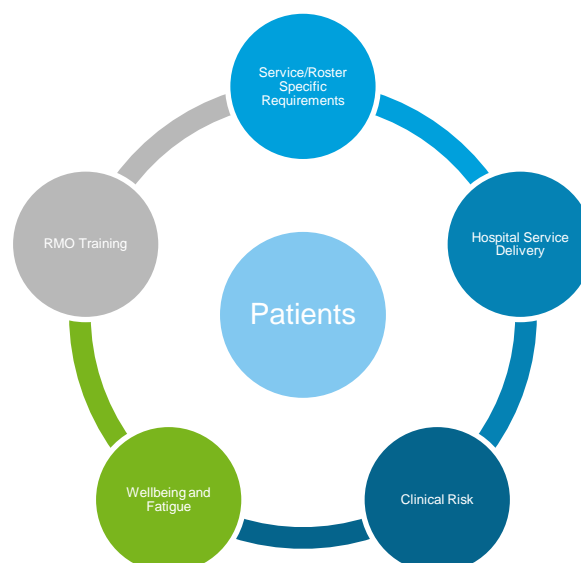 Service/Roster
Specific
Requirements
Hospital Service
Delivery
Clinical Risk
Wellbeing and
Fatigue
RMO Training
Patients